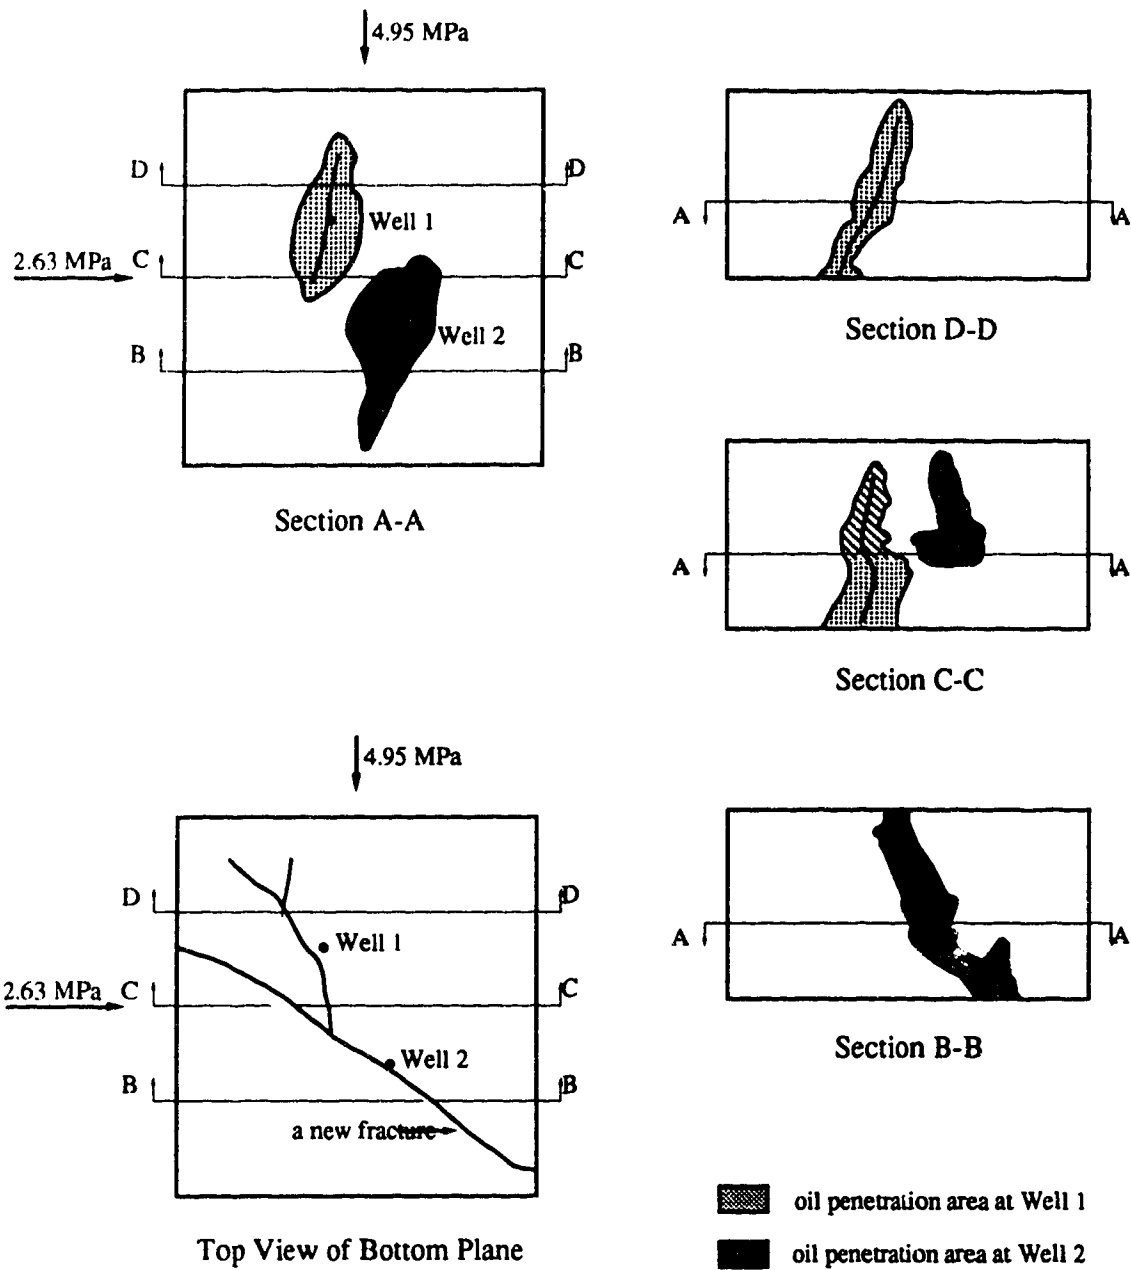 4.95 MPa
D D
Well 1
2.63 MPa C C
Well 2
B B
Section A-A
A A
Section D-D
A A
Section C-C
4.95 MPa
D D
Well 1
2.63 MPa C C
Well 2
B B
a new fracture
Top View of Bottom Plane
A A
Section B-B
oil penetration area at Well 1
oil penetration area at Well 2